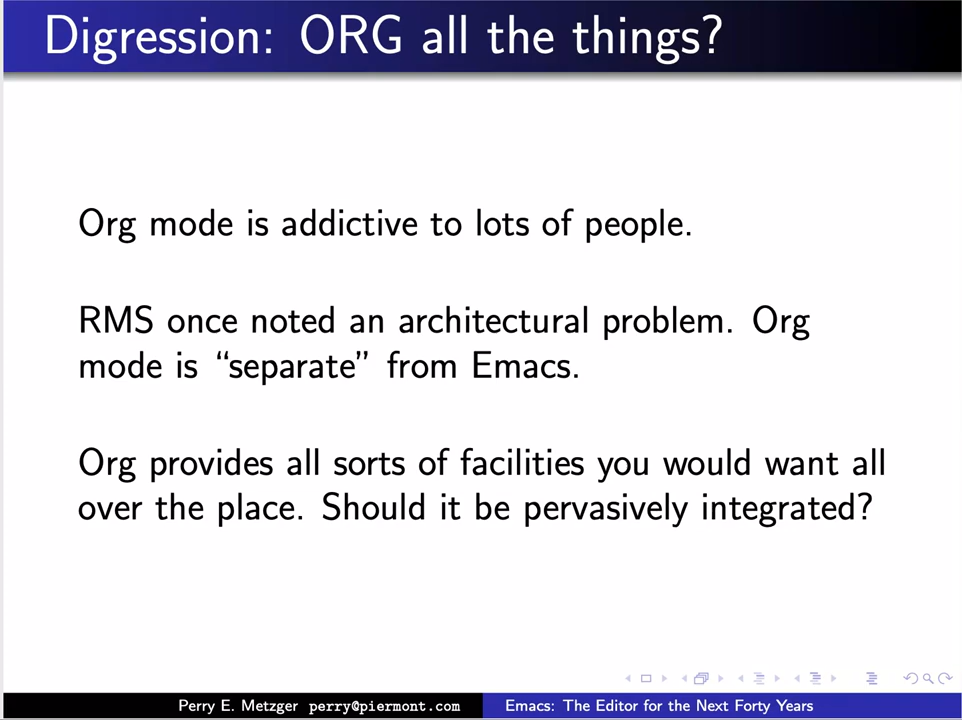 Digression: ORG all the things?
Org mode is addictive to lots of people.
RMS once noted an architectural problem. Org
mode is “separate” from Emacs.
Org provides all sorts of facilities you would want all
over the place. Should it be pervasively integrated?
Perry E. Metzger perry@piermont.com
Emacs: The Editor for the Next Forty Years